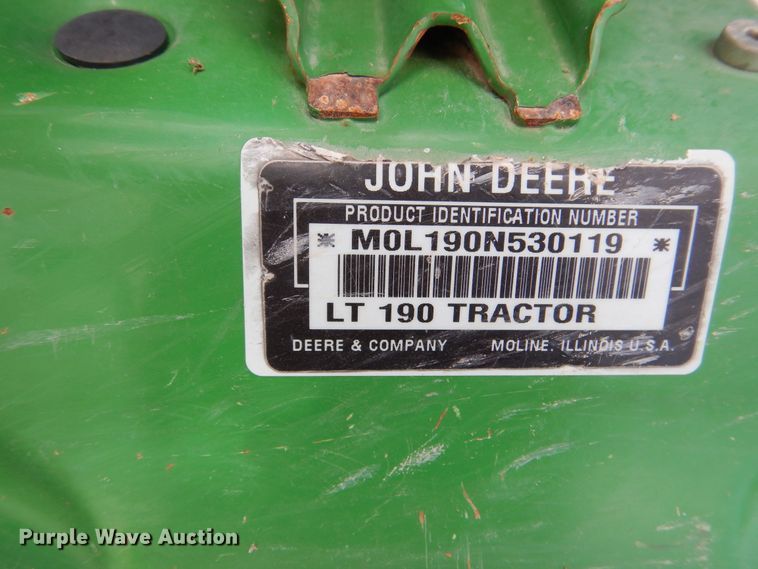 JOHN DEERE
PRODUCT IDENTIFICATION NUMBER
* M0L190N530119 *
LT 190 TRACTOR
DEERE & COMPANY MOLINE, ILLINOIS U.S.A.
Purple Wave Auction®